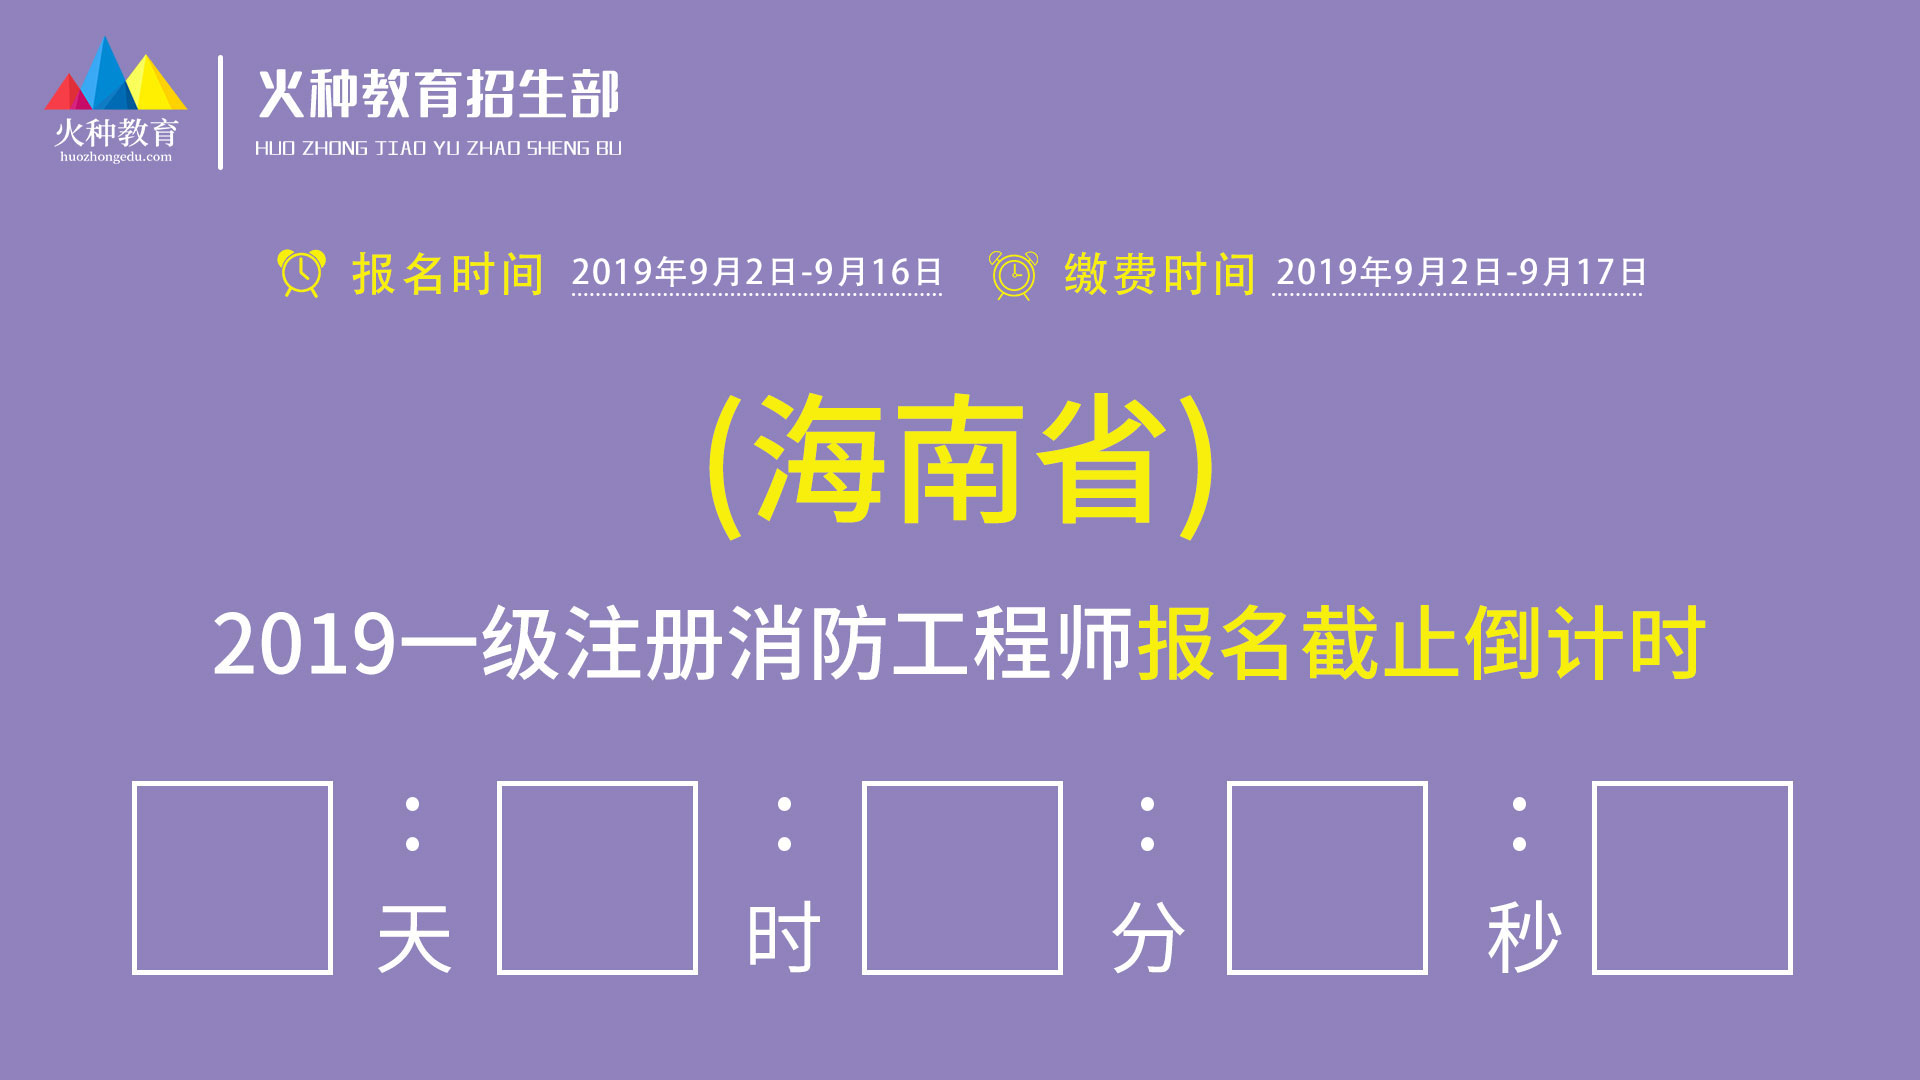 火种教育
huozhongedu.com
火种教育招生部
HUO ZHONG JIAO YU ZHAO SHENG BU
报名时间 2019年9月2日-9月16日 缴费时间 2019年9月2日-9月17日
(海南省)
2019一级注册消防工程师报名截止倒计时
: : : :
天 时 分 秒